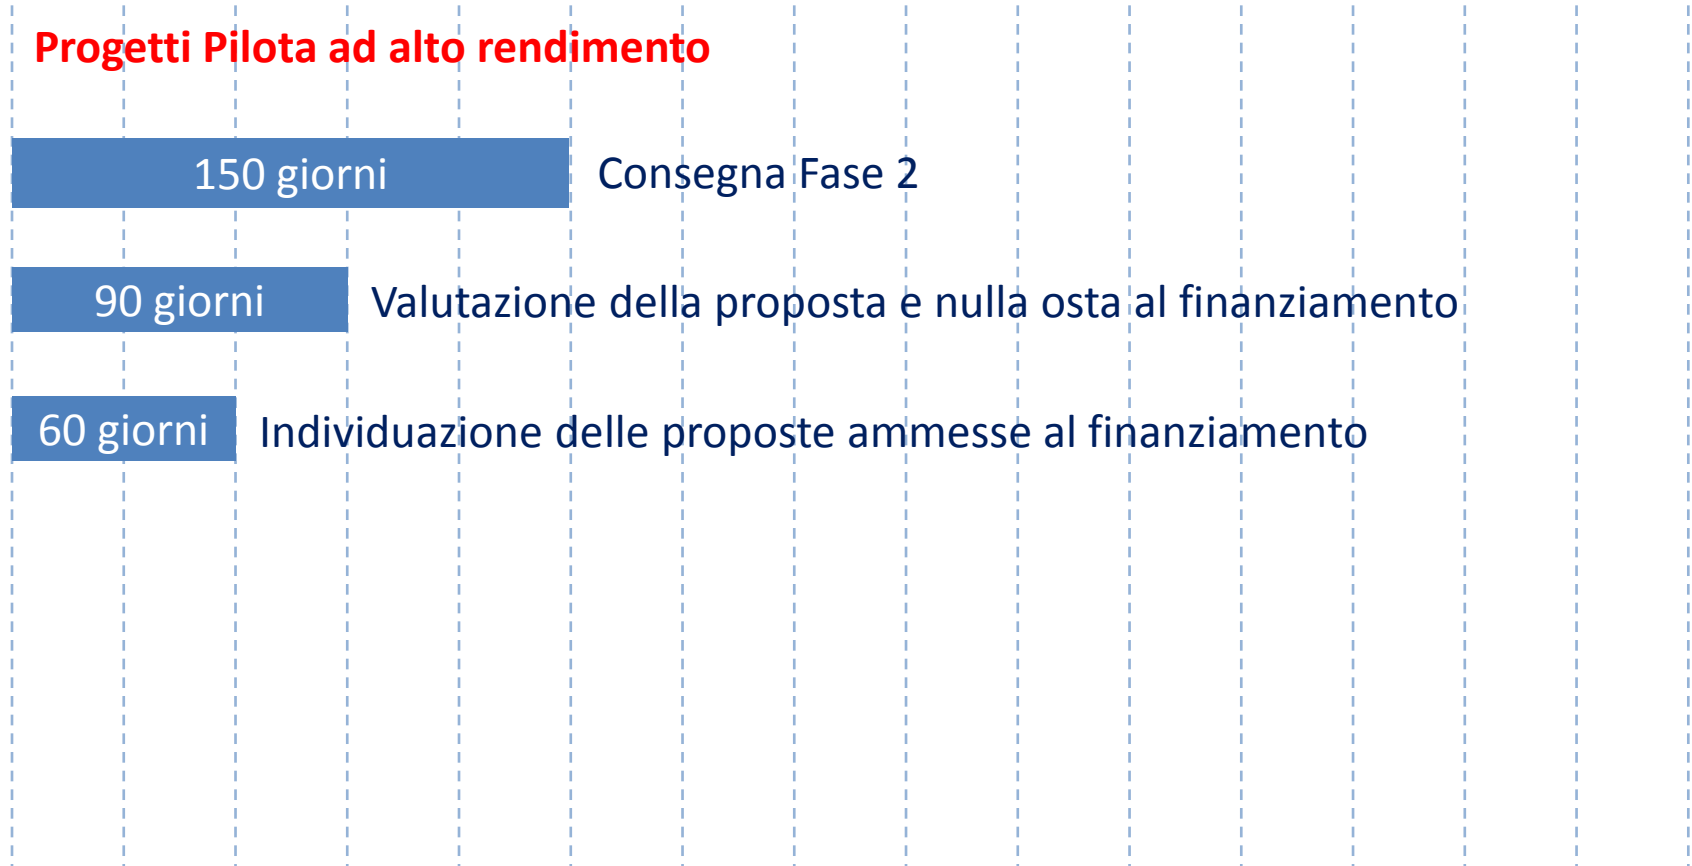 Progetti Pilota ad alto rendimento
150 giorni Consegna Fase 2
90 giorni Valutazione della proposta e nulla osta al finanziamento
60 giorni Individuazione delle proposte ammesse al finanziamento